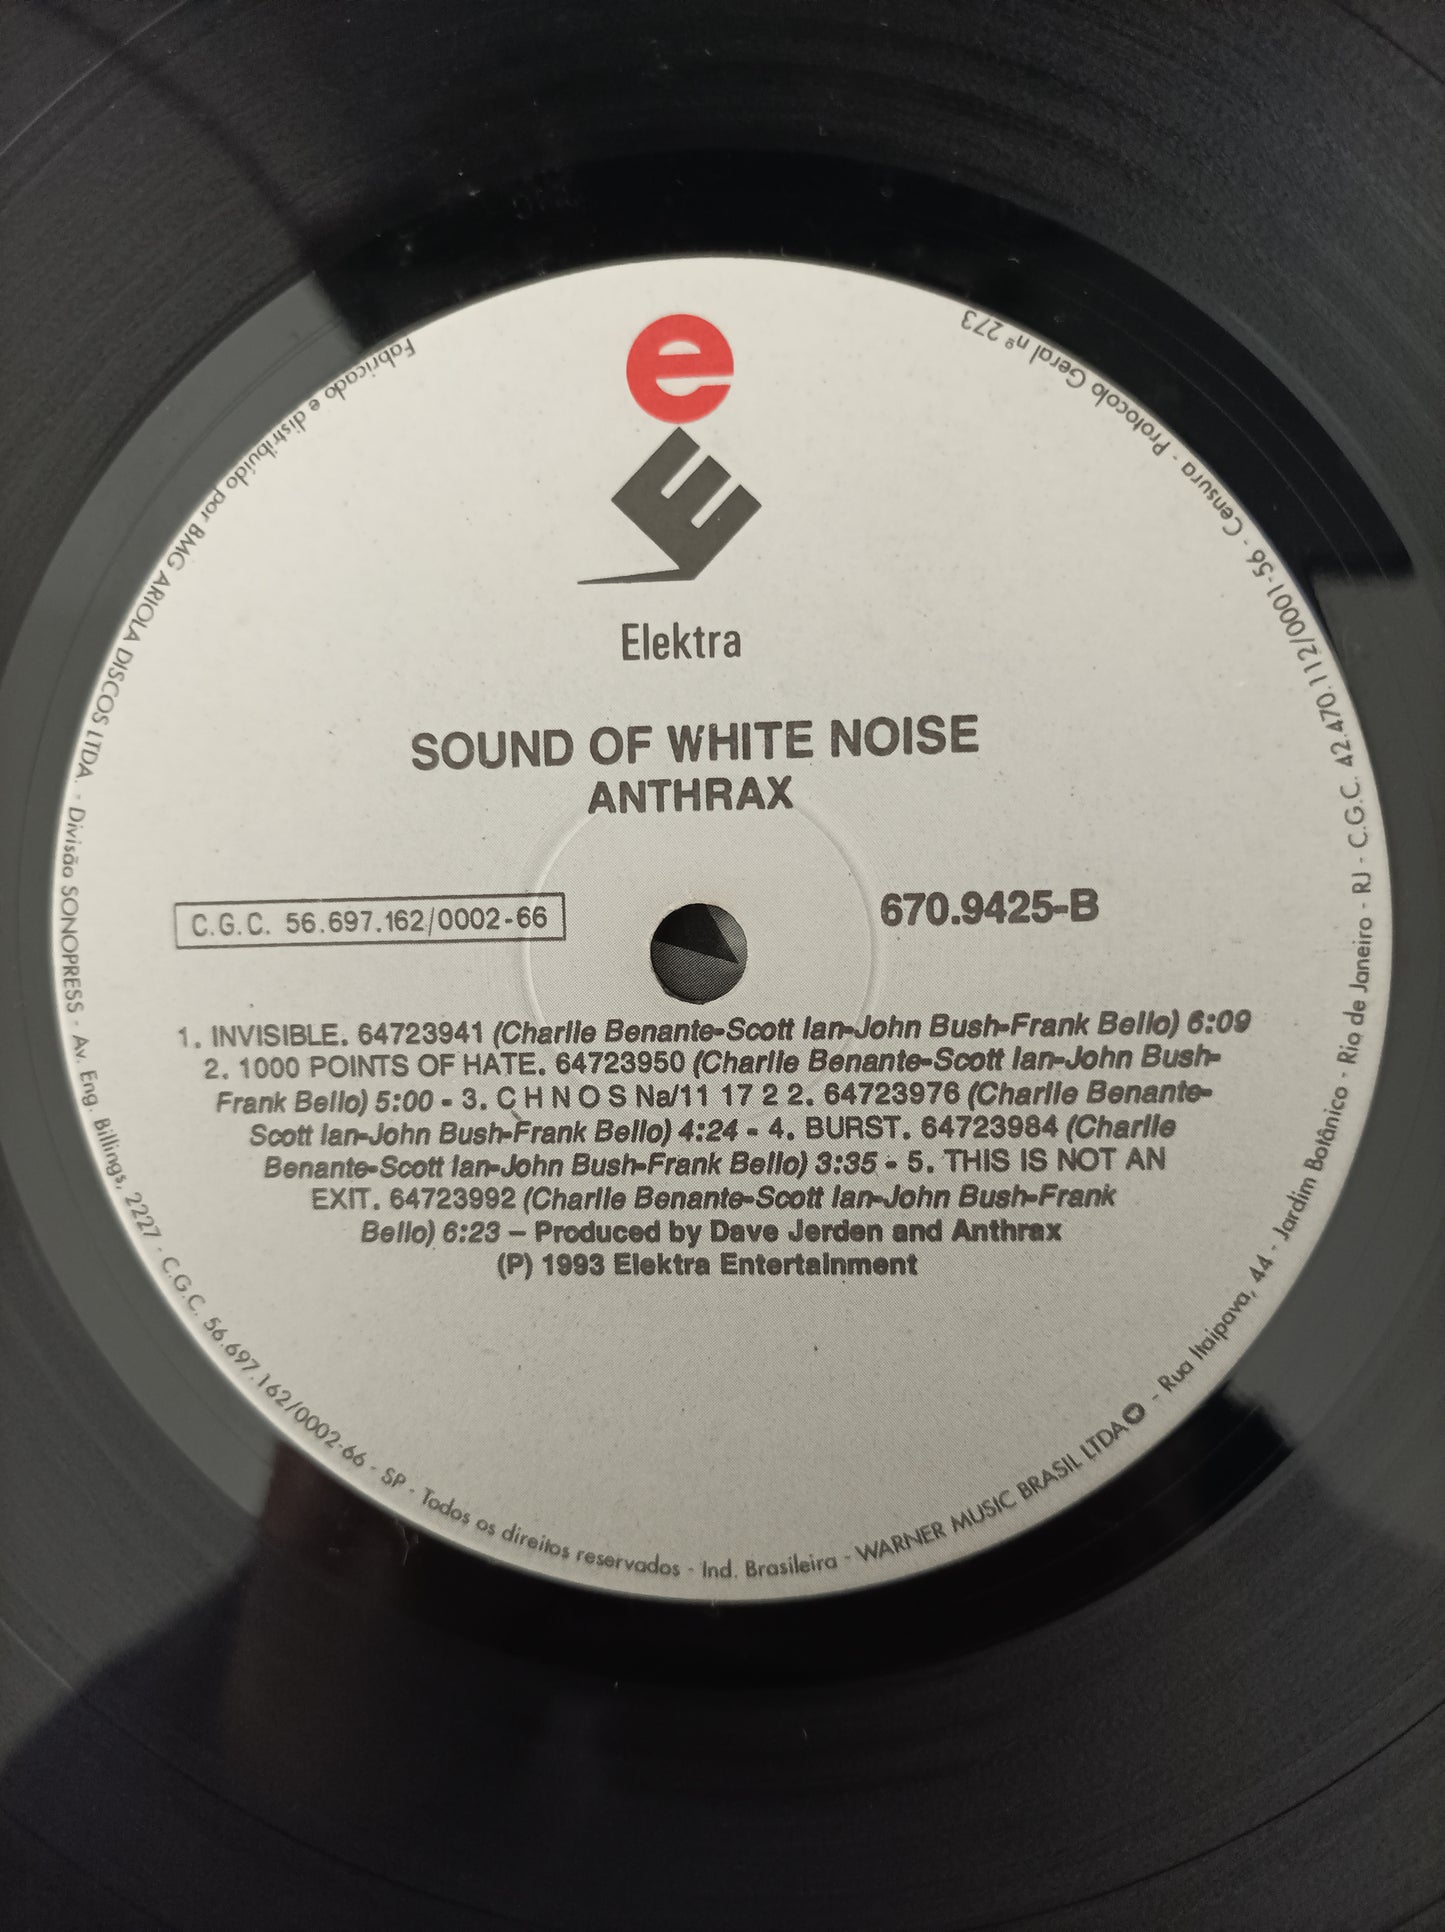 e
E
Elektra
SOUND OF WHITE NOISE
ANTHRAX
C.G.C. 56.697.162/0002-66
670.9425-B
1. INVISIBLE. 64723941 (Charlie Benante-Scott Ian-John Bush-Frank Bello) 6:09
2. 1000 POINTS OF HATE. 64723950 (Charlie Benante-Scott Ian-John Bush-
Frank Bello) 5:00 - 3. C H N O S Na/11 17 2 2. 64723976 (Charlie Benante-
Scott Ian-John Bush-Frank Bello) 4:24 - 4. BURST. 64723984 (Charlie
Benante-Scott Ian-John Bush-Frank Bello) 3:35 - 5. THIS IS NOT AN
EXIT. 64723992 (Charlie Benante-Scott Ian-John Bush-Frank
Bello) 6:23 – Produced by Dave Jerden and Anthrax
(P) 1993 Elektra Entertainment
Fabricado e distribuído por BMG ARIOLA DISCOS LTDA. - Divisão SONOPRESS - Av. Eng. Billings, 2227 - C.G.C. 56.697.162/0002-66 - SP - Todos os direitos reservados - Ind. Brasileira - WARNER MUSIC BRASIL LTDA - Rua Itaipava, 44 - Jardim Botânico - Rio de Janeiro - RJ - C.G.C. 42.470.112/0001-56 - Censura - Protocolo Geral nº 273